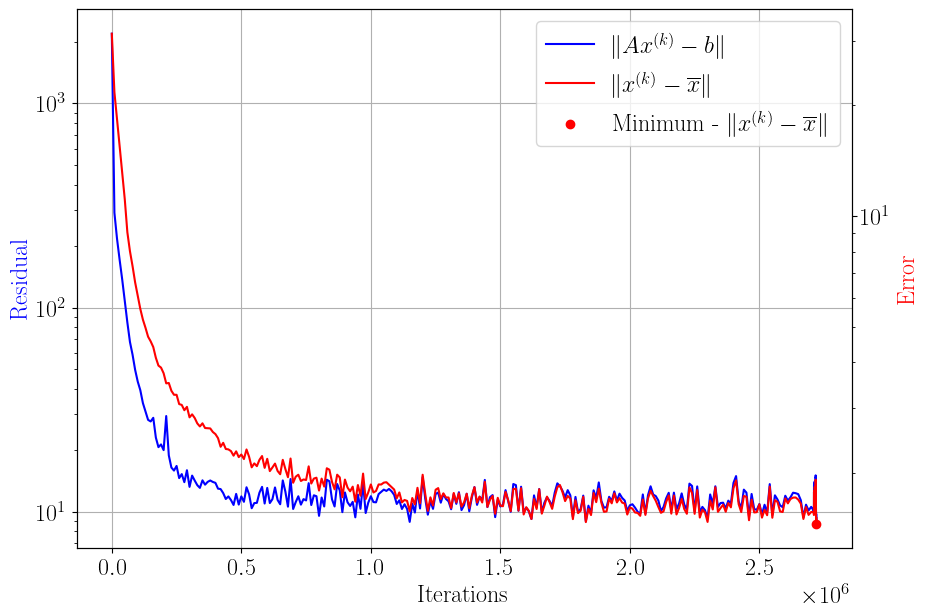 ‖Ax^(k) − b‖
‖x^(k) − x̅‖
Minimum - ‖x^(k) − x̅‖
10^3
10^2
10^1
10^1
Residual
Error
0.0 0.5 1.0 1.5 2.0 2.5
Iterations
×10^6